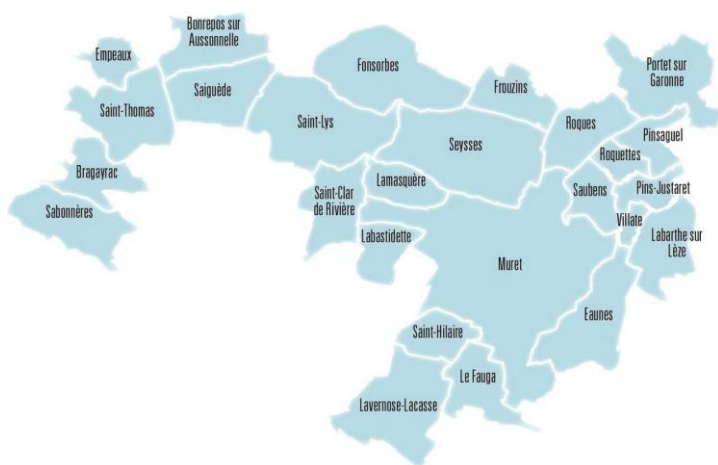 Bonrepos sur
Aussonnelle
Empeaux
Fonsorbes
Portet sur
Garonne
Frouzins
Saiguède
Saint-Thomas
Saint-Lys
Roques
Seysses
Pinsaguel
Roquettes
Bragayrac
Lamasquère
Saint-Clar
de Rivière
Saubens
Pins-Justaret
Sabonnères
Villate
Labarthe sur
Lèze
Labastidette
Muret
Eaunes
Saint-Hilaire
Le Fauga
Lavernose-Lacasse